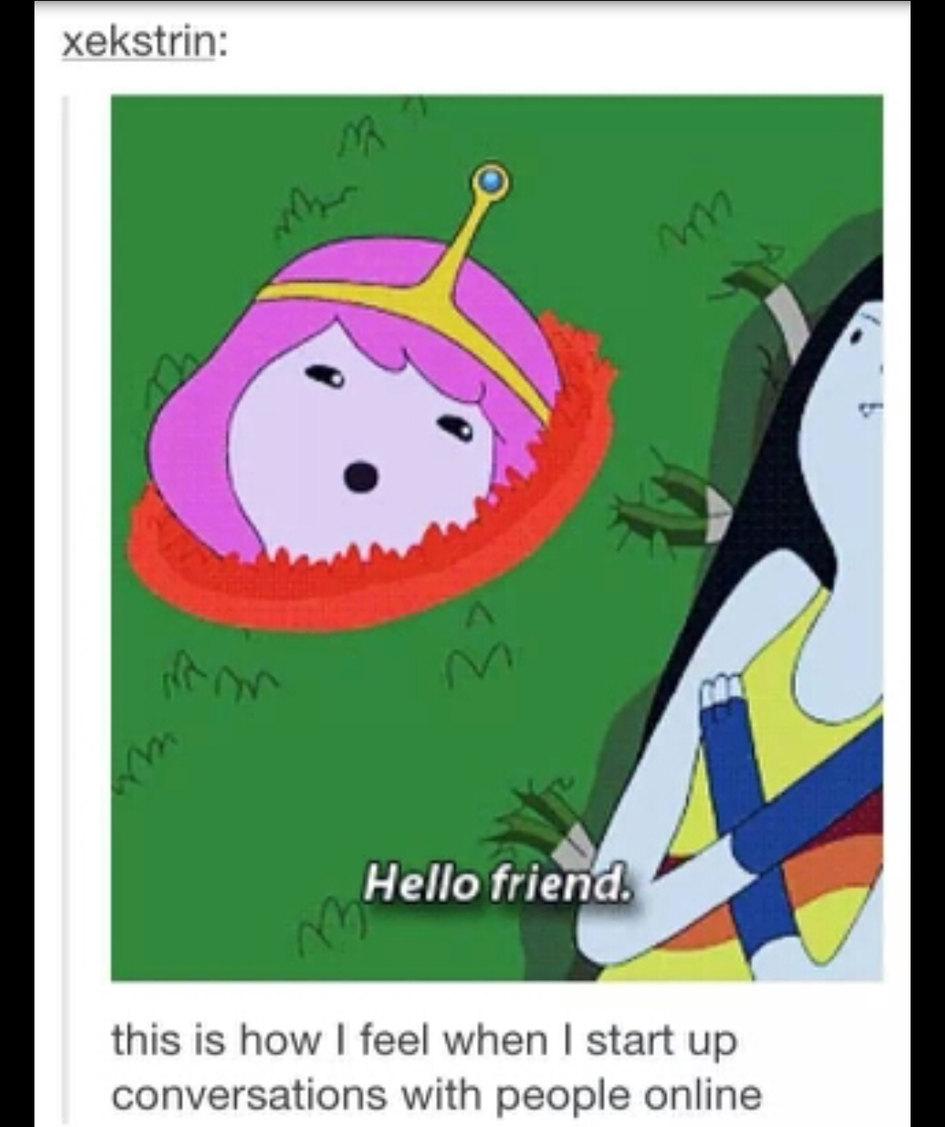 xekstrin:
Hello friend.
this is how I feel when I start up
conversations with people online